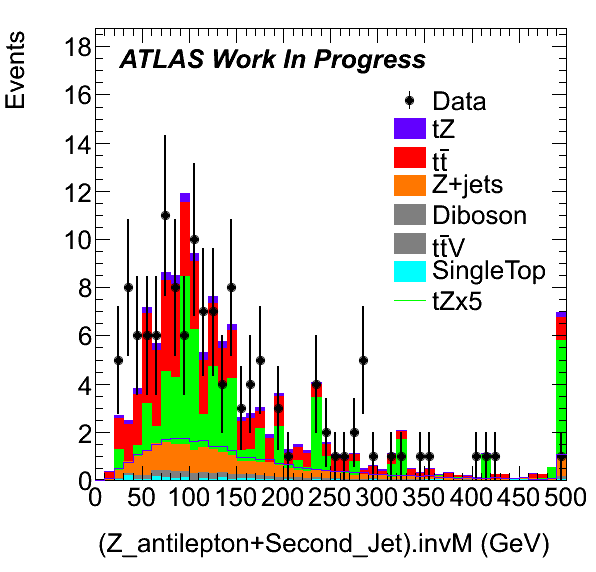 Events
18
16
14
12
10
8
6
4
2
0
ATLAS Work In Progress
Data
tZ
tt̄
Z+jets
Diboson
tt̄V
SingleTop
tZx5
0 50 100 150 200 250 300 350 400 450 500
(Z_antilepton+Second_Jet).invM (GeV)